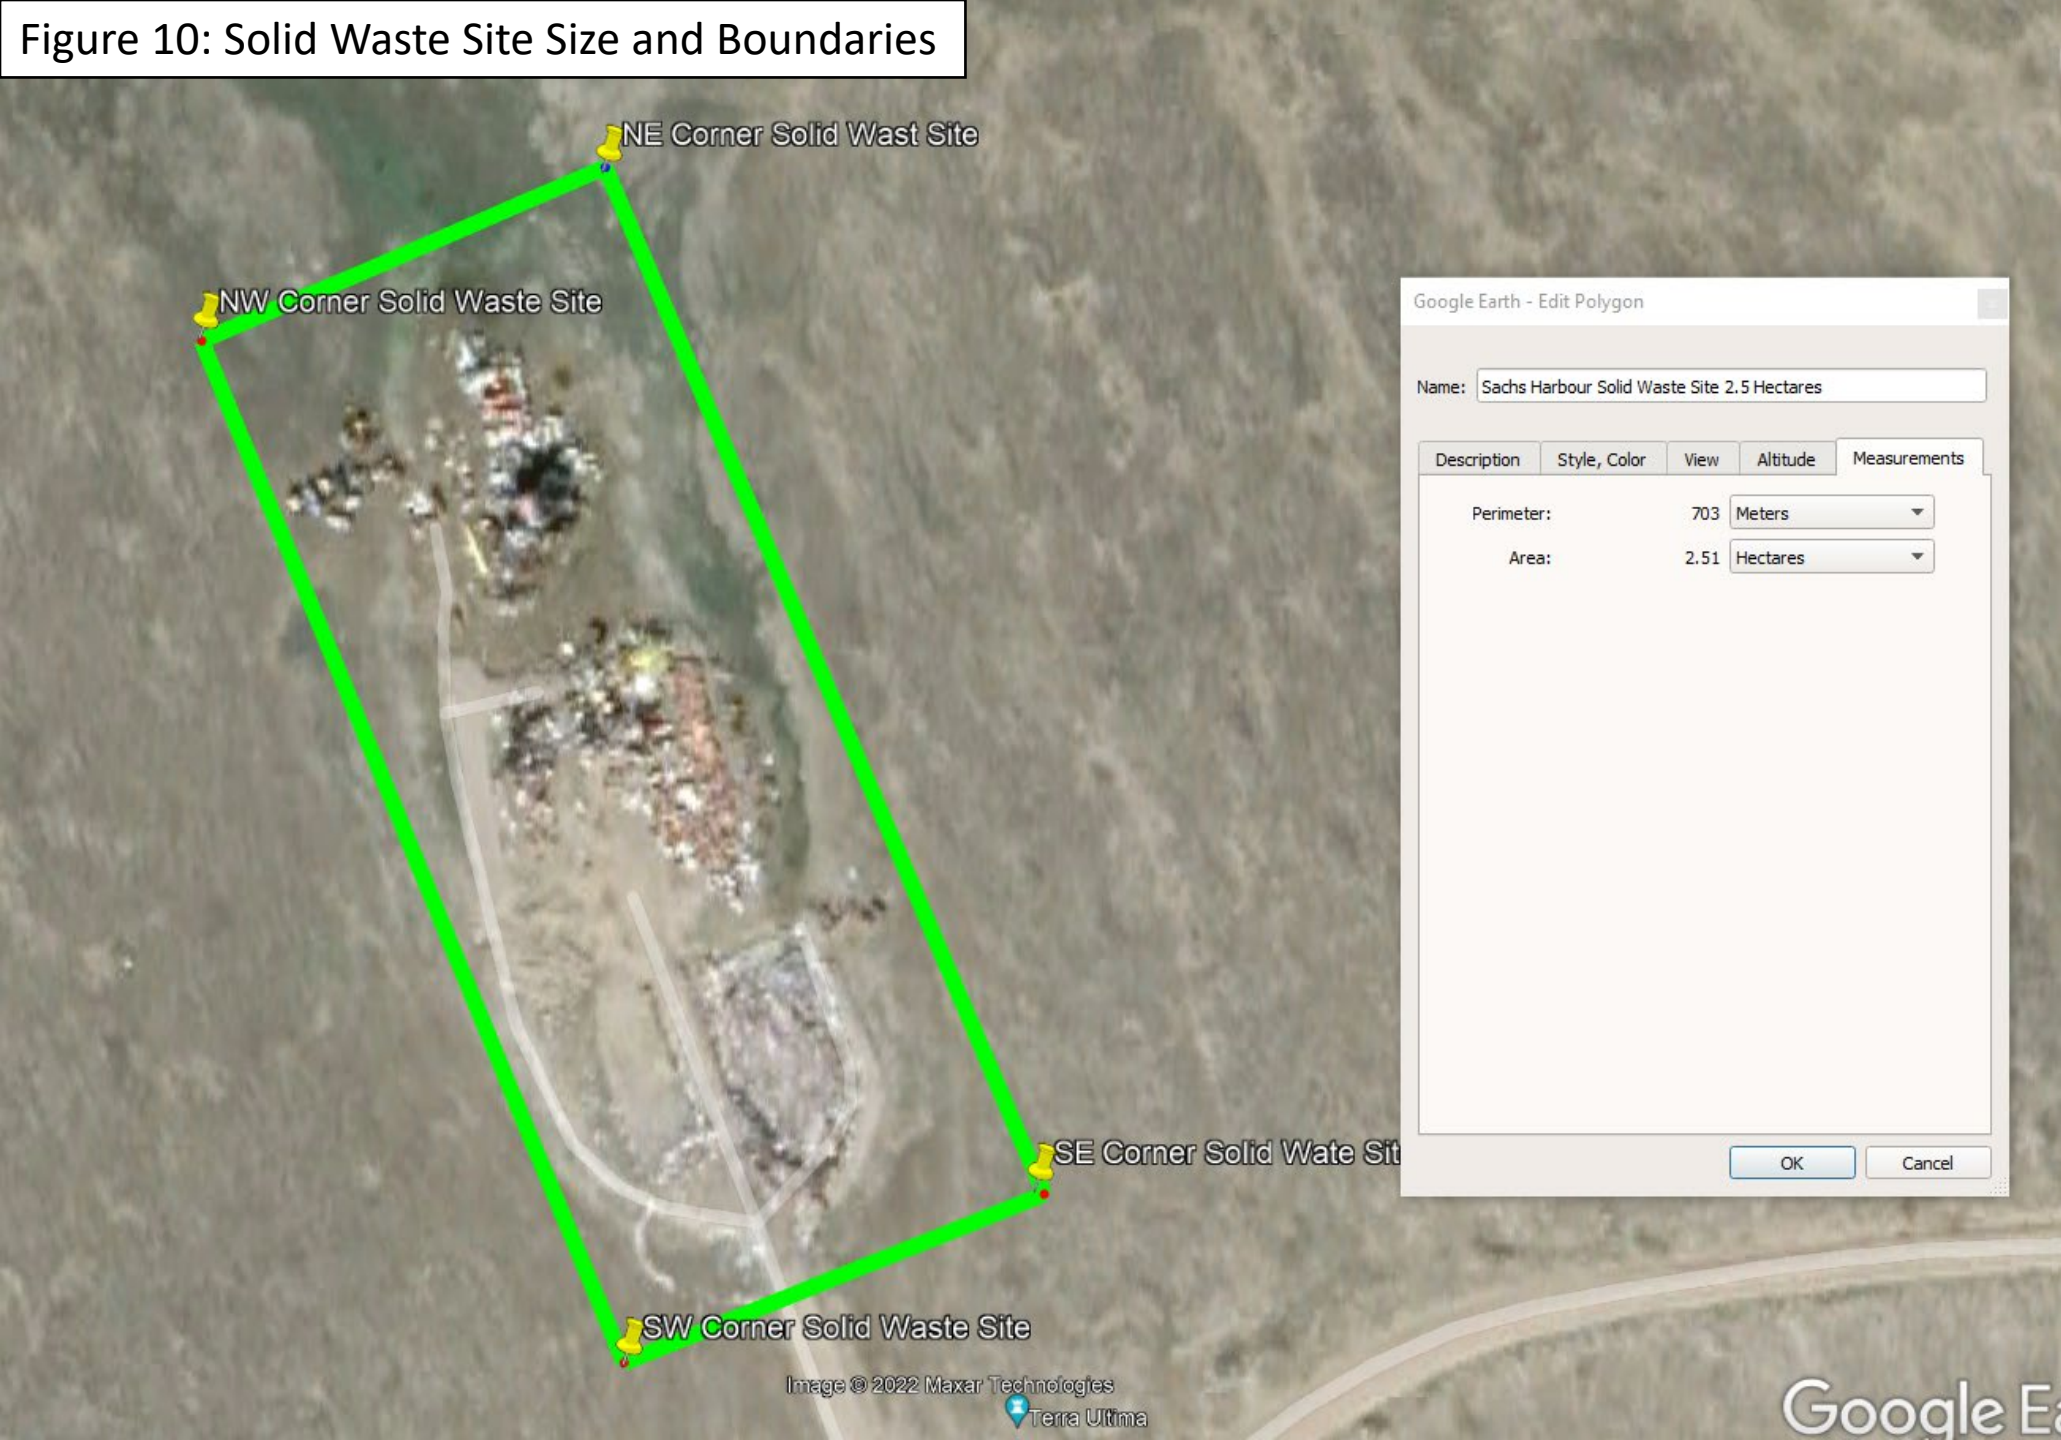 Figure 10: Solid Waste Site Size and Boundaries
NE Corner Solid Wast Site
NW Corner Solid Waste Site
Google Earth - Edit Polygon
Name: Sachs Harbour Solid Waste Site 2.5 Hectares
Description Style, Color View Altitude Measurements
Perimeter: 703 Meters
Area: 2.51 Hectares
SE Corner Solid Wate Sit
OK Cancel
SW Corner Solid Waste Site
Image © 2022 Maxar Technologies
Terra Ultima
Google Ea